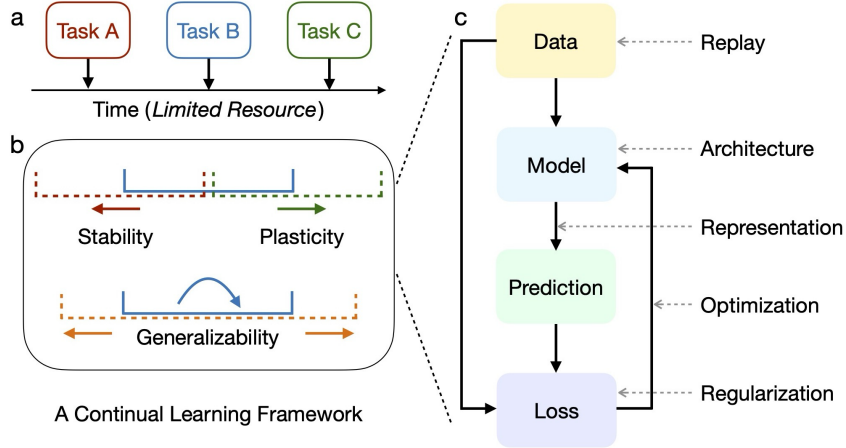 a
Task A
Task B
Task C
Time (Limited Resource)
b
Stability
Plasticity
Generalizability
A Continual Learning Framework
c
Data
Replay
Model
Architecture
Representation
Prediction
Optimization
Loss
Regularization